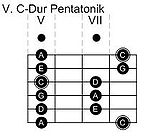 V. C-Dur Pentatonik
V VII
A C
E G
C D
G A
D E
A C